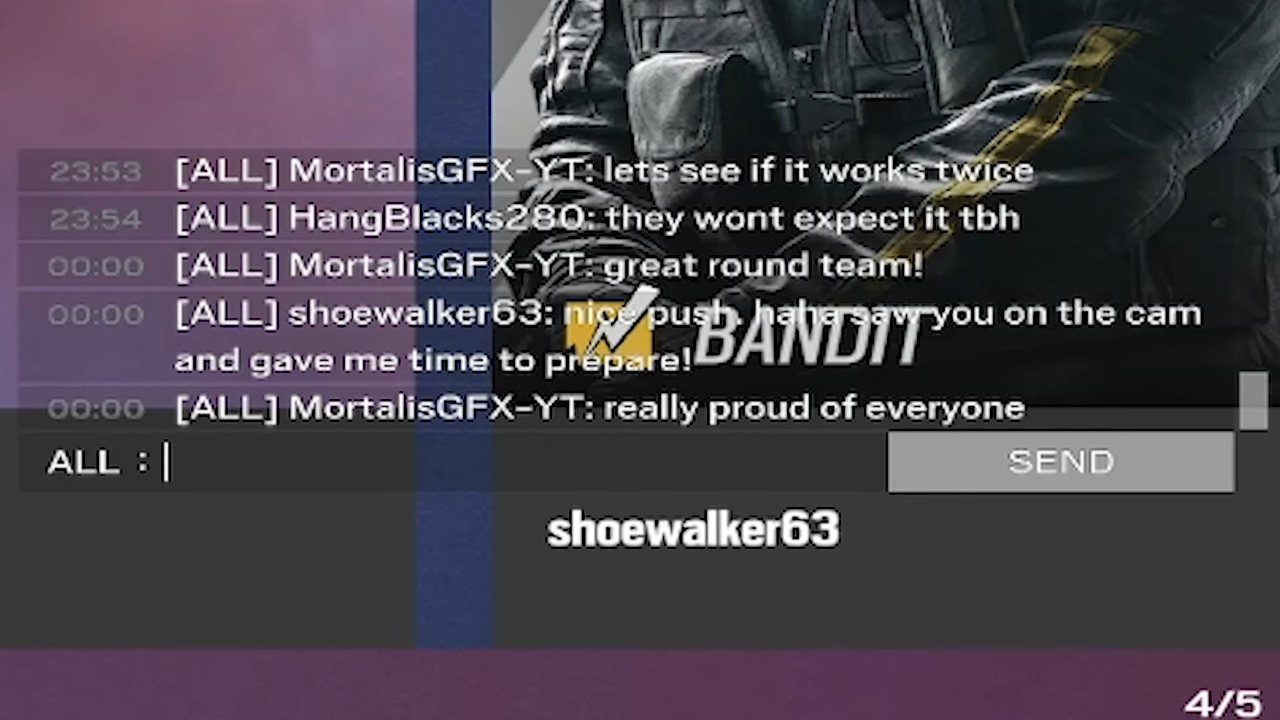 23:53 [ALL] MortalisGFX-YT: lets see if it works twice
23:54 [ALL] HangBlacks280: they wont expect it tbh
00:00 [ALL] MortalisGFX-YT: great round team!
00:00 [ALL] shoewalker63: nice push. haha saw you on the cam
and gave me time to prepare!
BANDIT
00:00 [ALL] MortalisGFX-YT: really proud of everyone
ALL : SEND
shoewalker63
4/5